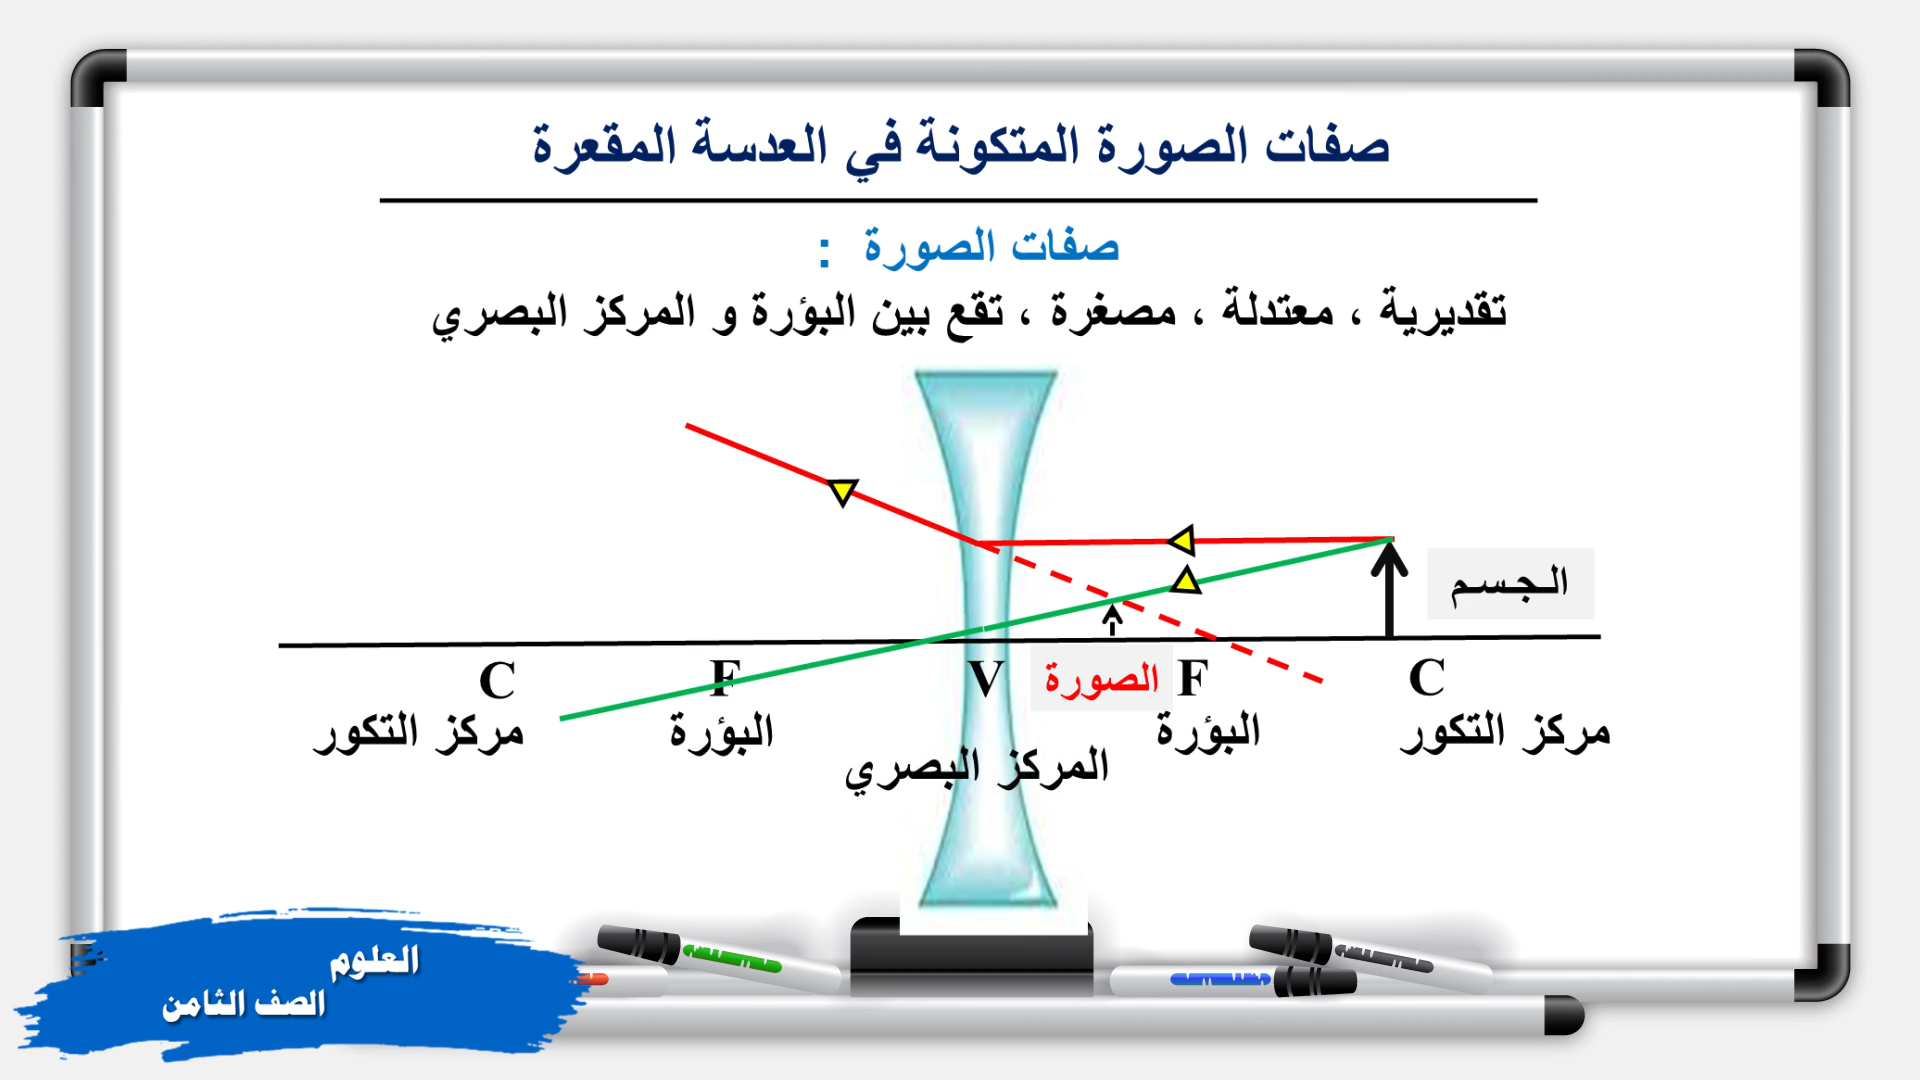 صفات الصورة المتكونة في العدسة المقعرة
صفات الصورة :
تقديرية ، معتدلة ، مصغرة ، تقع بين البؤرة و المركز البصري
الـجـسـم
C F V الصورة F C
مركز التكور البؤرة المركز البصري البؤرة مركز التكور
العلوم
الصف الثامن